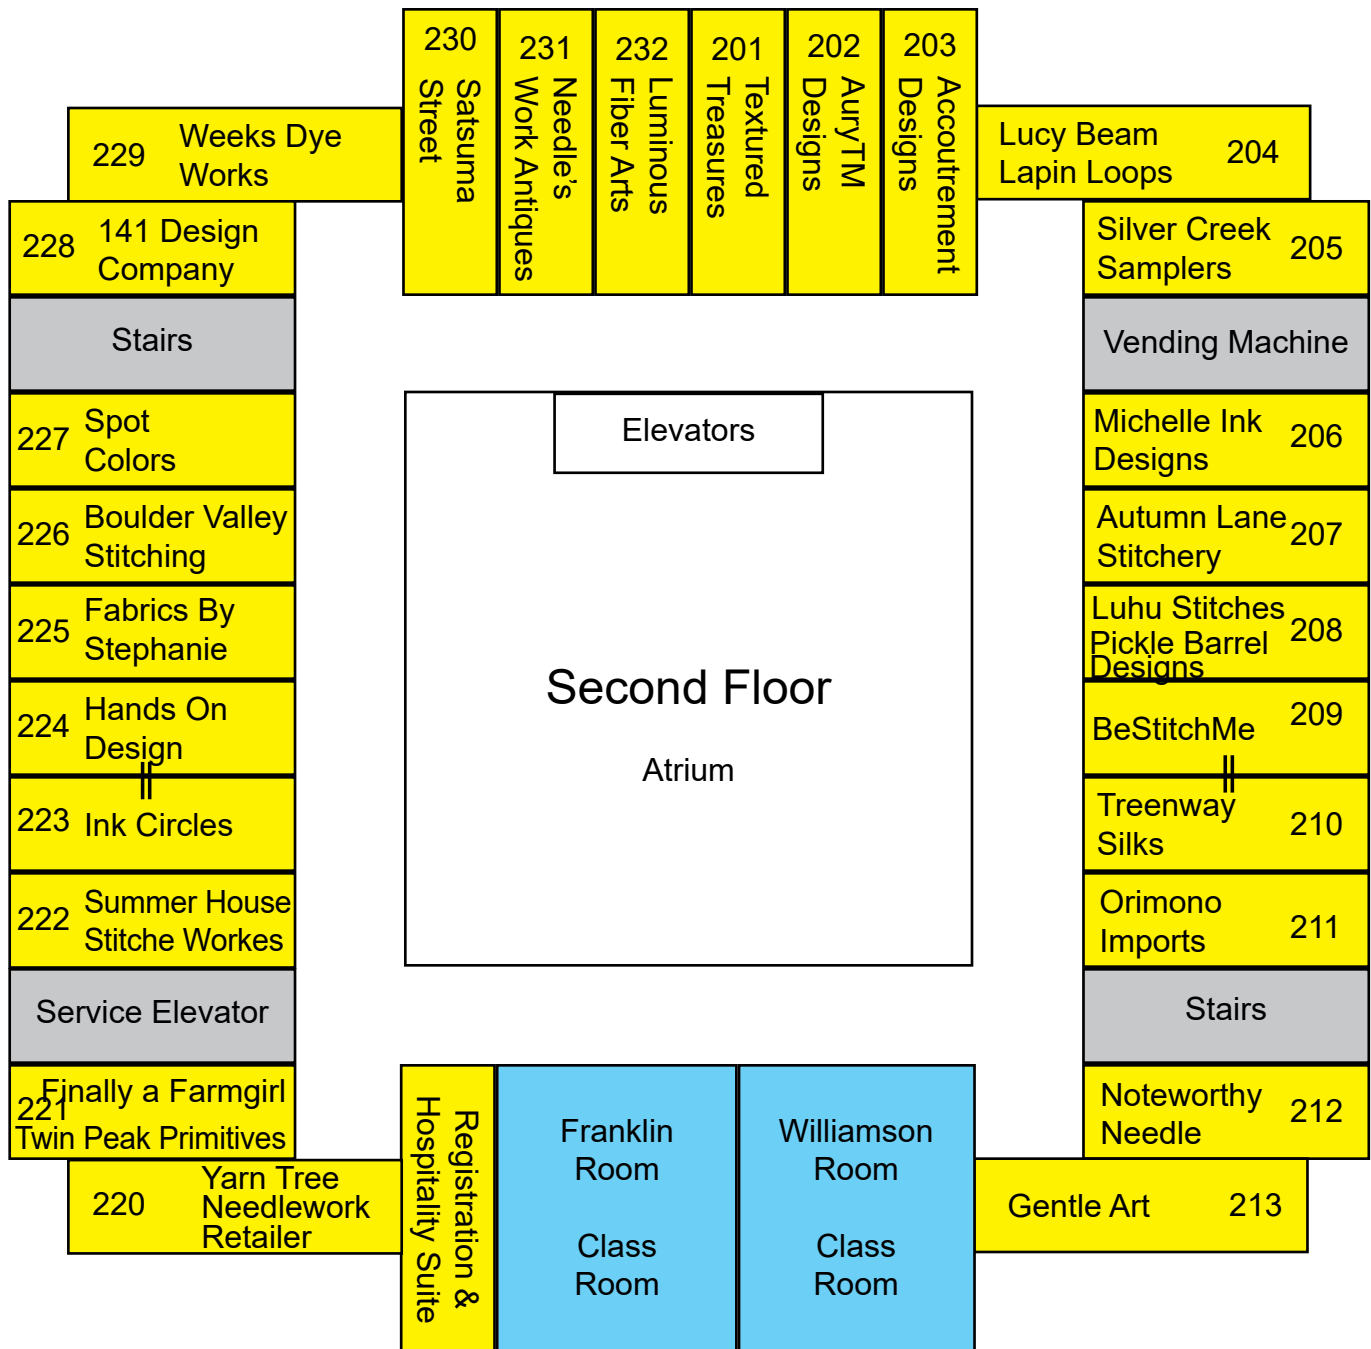 230
Satsuma
Street
231
Needle's
Work Antiques
232
Luminous
Fiber Arts
201
Textured
Treasures
202
AuryTM
Designs
203
Accoutrement
Designs
229
Weeks Dye
Works
Lucy Beam
Lapin Loops
204
228
141 Design
Company
Silver Creek
Samplers
205
Stairs
Vending Machine
227
Spot
Colors
Elevators
Michelle Ink
Designs
206
226
Boulder Valley
Stitching
Autumn Lane
Stitchery
207
225
Fabrics By
Stephanie
Luhu Stitches
Pickle Barrel
Designs
208
224
Hands On
Design
Second Floor
Atrium
BeStitchMe
209
223
Ink Circles
Treenway
Silks
210
222
Summer House
Stitche Workes
Orimono
Imports
211
Service Elevator
Stairs
221
Finally a Farmgirl
Twin Peak Primitives
Noteworthy
Needle
212
220
Yarn Tree
Needlework
Retailer
Registration &
Hospitality Suite
Franklin
Room
Class
Room
Williamson
Room
Class
Room
Gentle Art
213